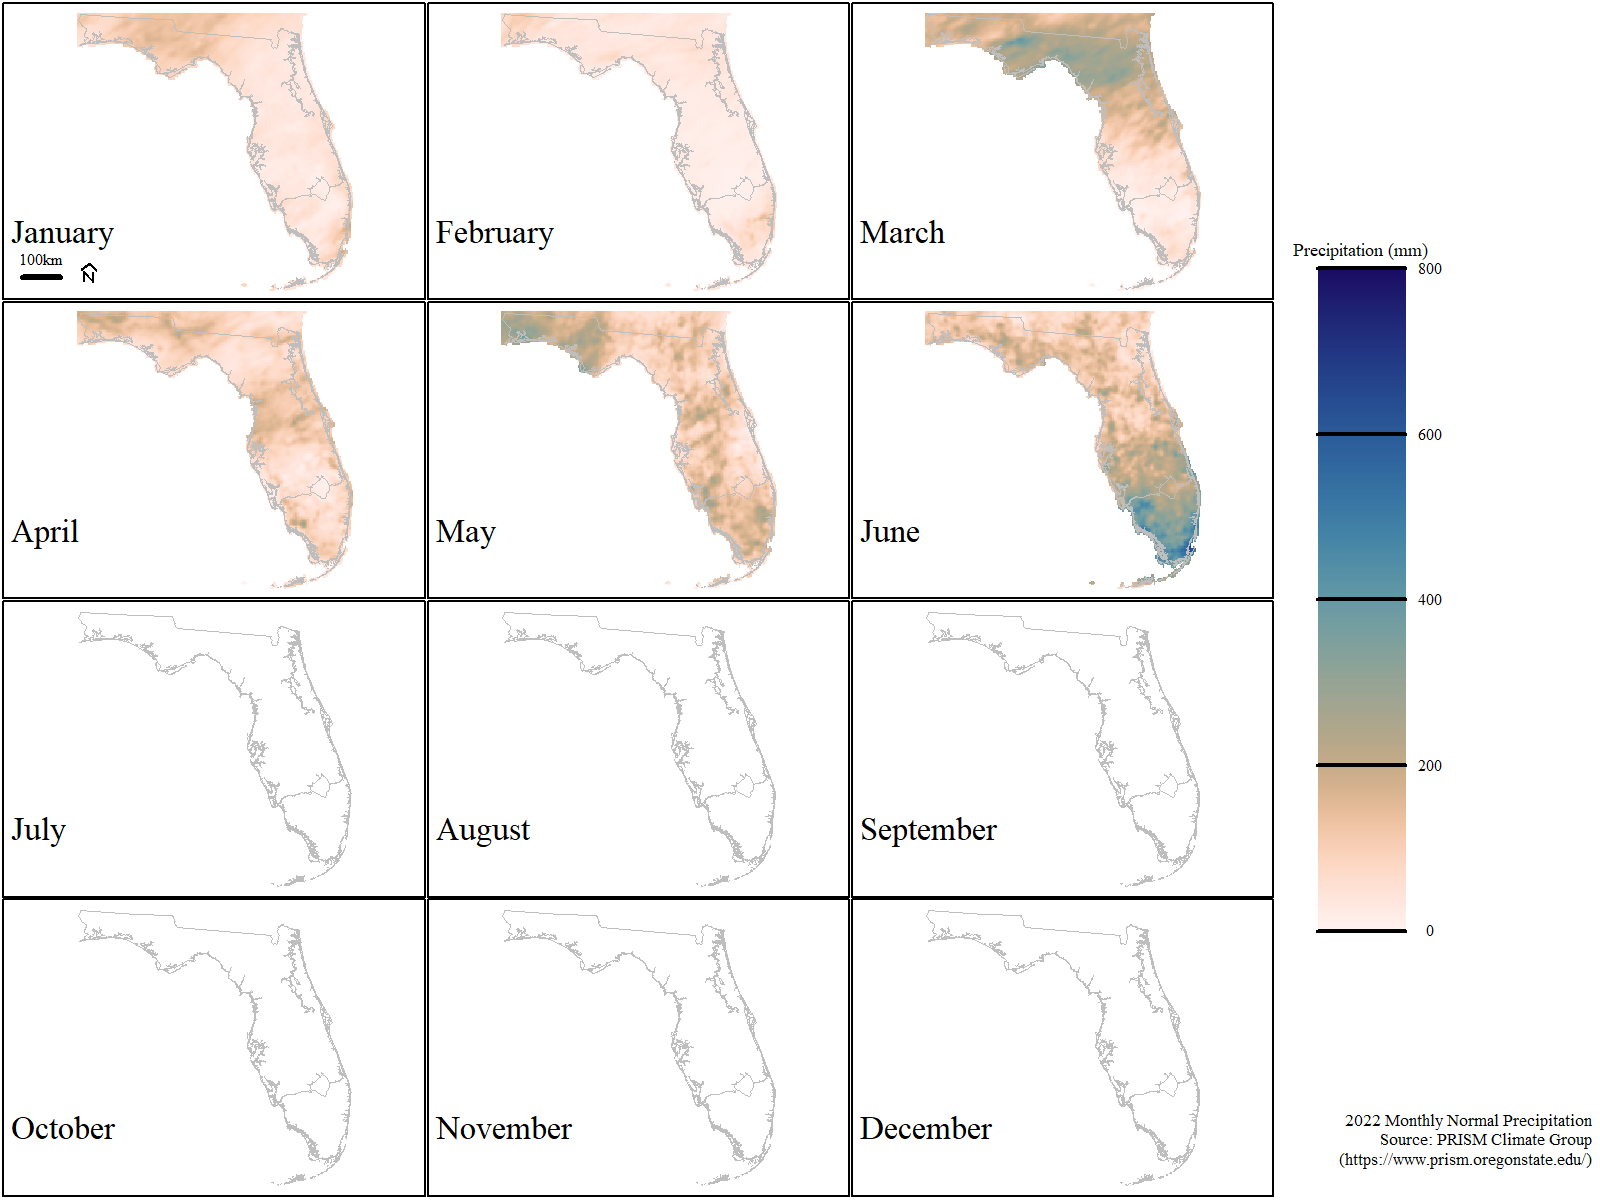 January
100km
N
February
March
April
May
June
July
August
September
October
November
December
Precipitation (mm)
800
600
400
200
0
2022 Monthly Normal Precipitation
Source: PRISM Climate Group
(https://www.prism.oregonstate.edu/)